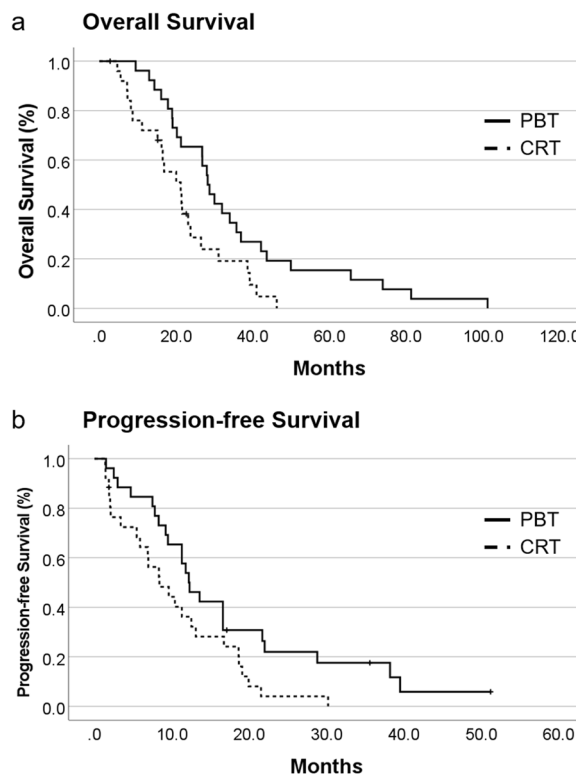 a Overall Survival
Overall Survival (%)
1.0
0.8
0.6
0.4
0.2
0.0
PBT
CRT
.0 20.0 40.0 60.0 80.0 100.0 120.0
Months
b Progression-free Survival
Progression-free Survival (%)
1.0
0.8
0.6
0.4
0.2
0.0
PBT
CRT
.0 10.0 20.0 30.0 40.0 50.0 60.0
Months